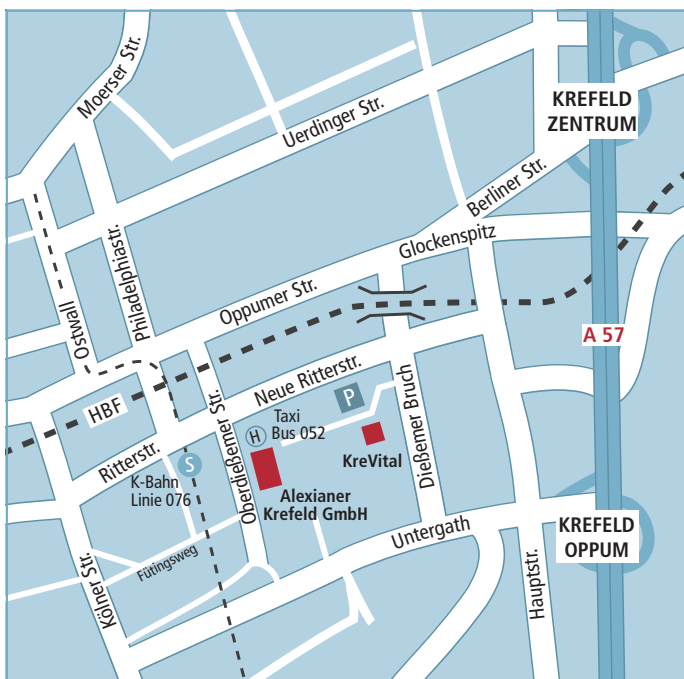 Moerser Str.
KREFELD
ZENTRUM
Uerdinger Str.
Berliner Str.
Philadelphiastr.
Glockenspitz
Ostwall
Oppumer Str.
A 57
HBF
Neue Ritterstr.
P
Oberdießemer Str.
Taxi
H
Bus 052
Dießemer Bruch
Ritterstr.
KreVital
S
K-Bahn
Linie 076
Alexianer
Krefeld GmbH
Untergath
KREFELD
OPPUM
Fütingsweg
Kölner Str.
Hauptstr.